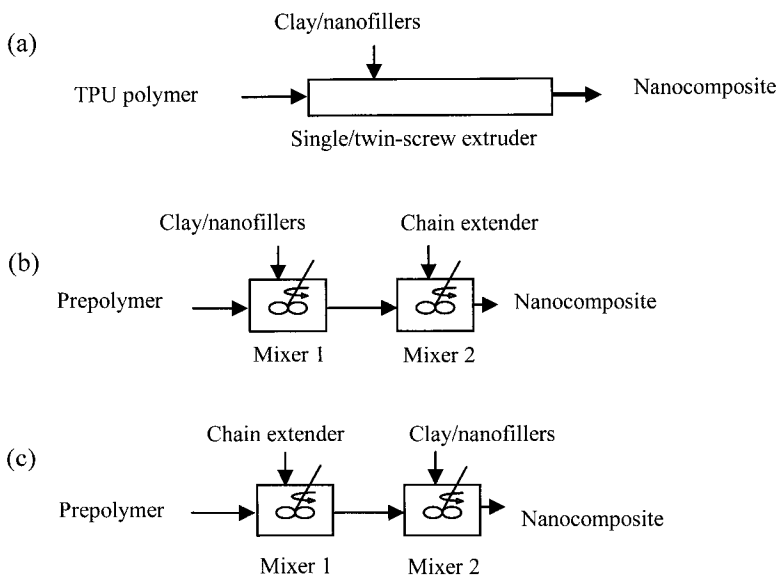 Clay/nanofillers
(a)
TPU polymer
Nanocomposite
Single/twin-screw extruder
Clay/nanofillers
Chain extender
(b)
Prepolymer
Nanocomposite
Mixer 1
Mixer 2
Chain extender
Clay/nanofillers
(c)
Prepolymer
Nanocomposite
Mixer 1
Mixer 2